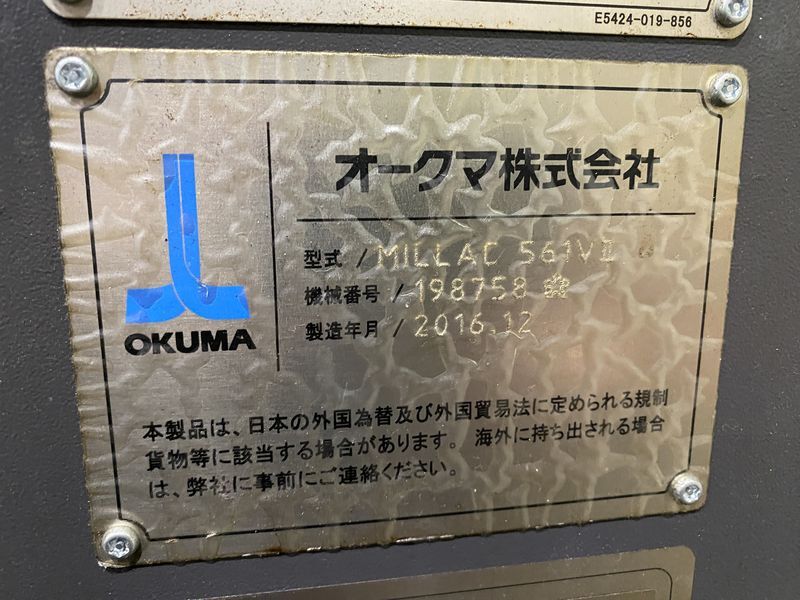 E5424-019-856
オークマ株式会社
型式 / MILLAC 561VⅡ
機械番号 / 198758
製造年月 / 2016.12
OKUMA
本製品は、日本の外国為替及び外国貿易法に定められる規制
貨物等に該当する場合があります。 海外に持ち出される場合
は、弊社に事前にご連絡ください。